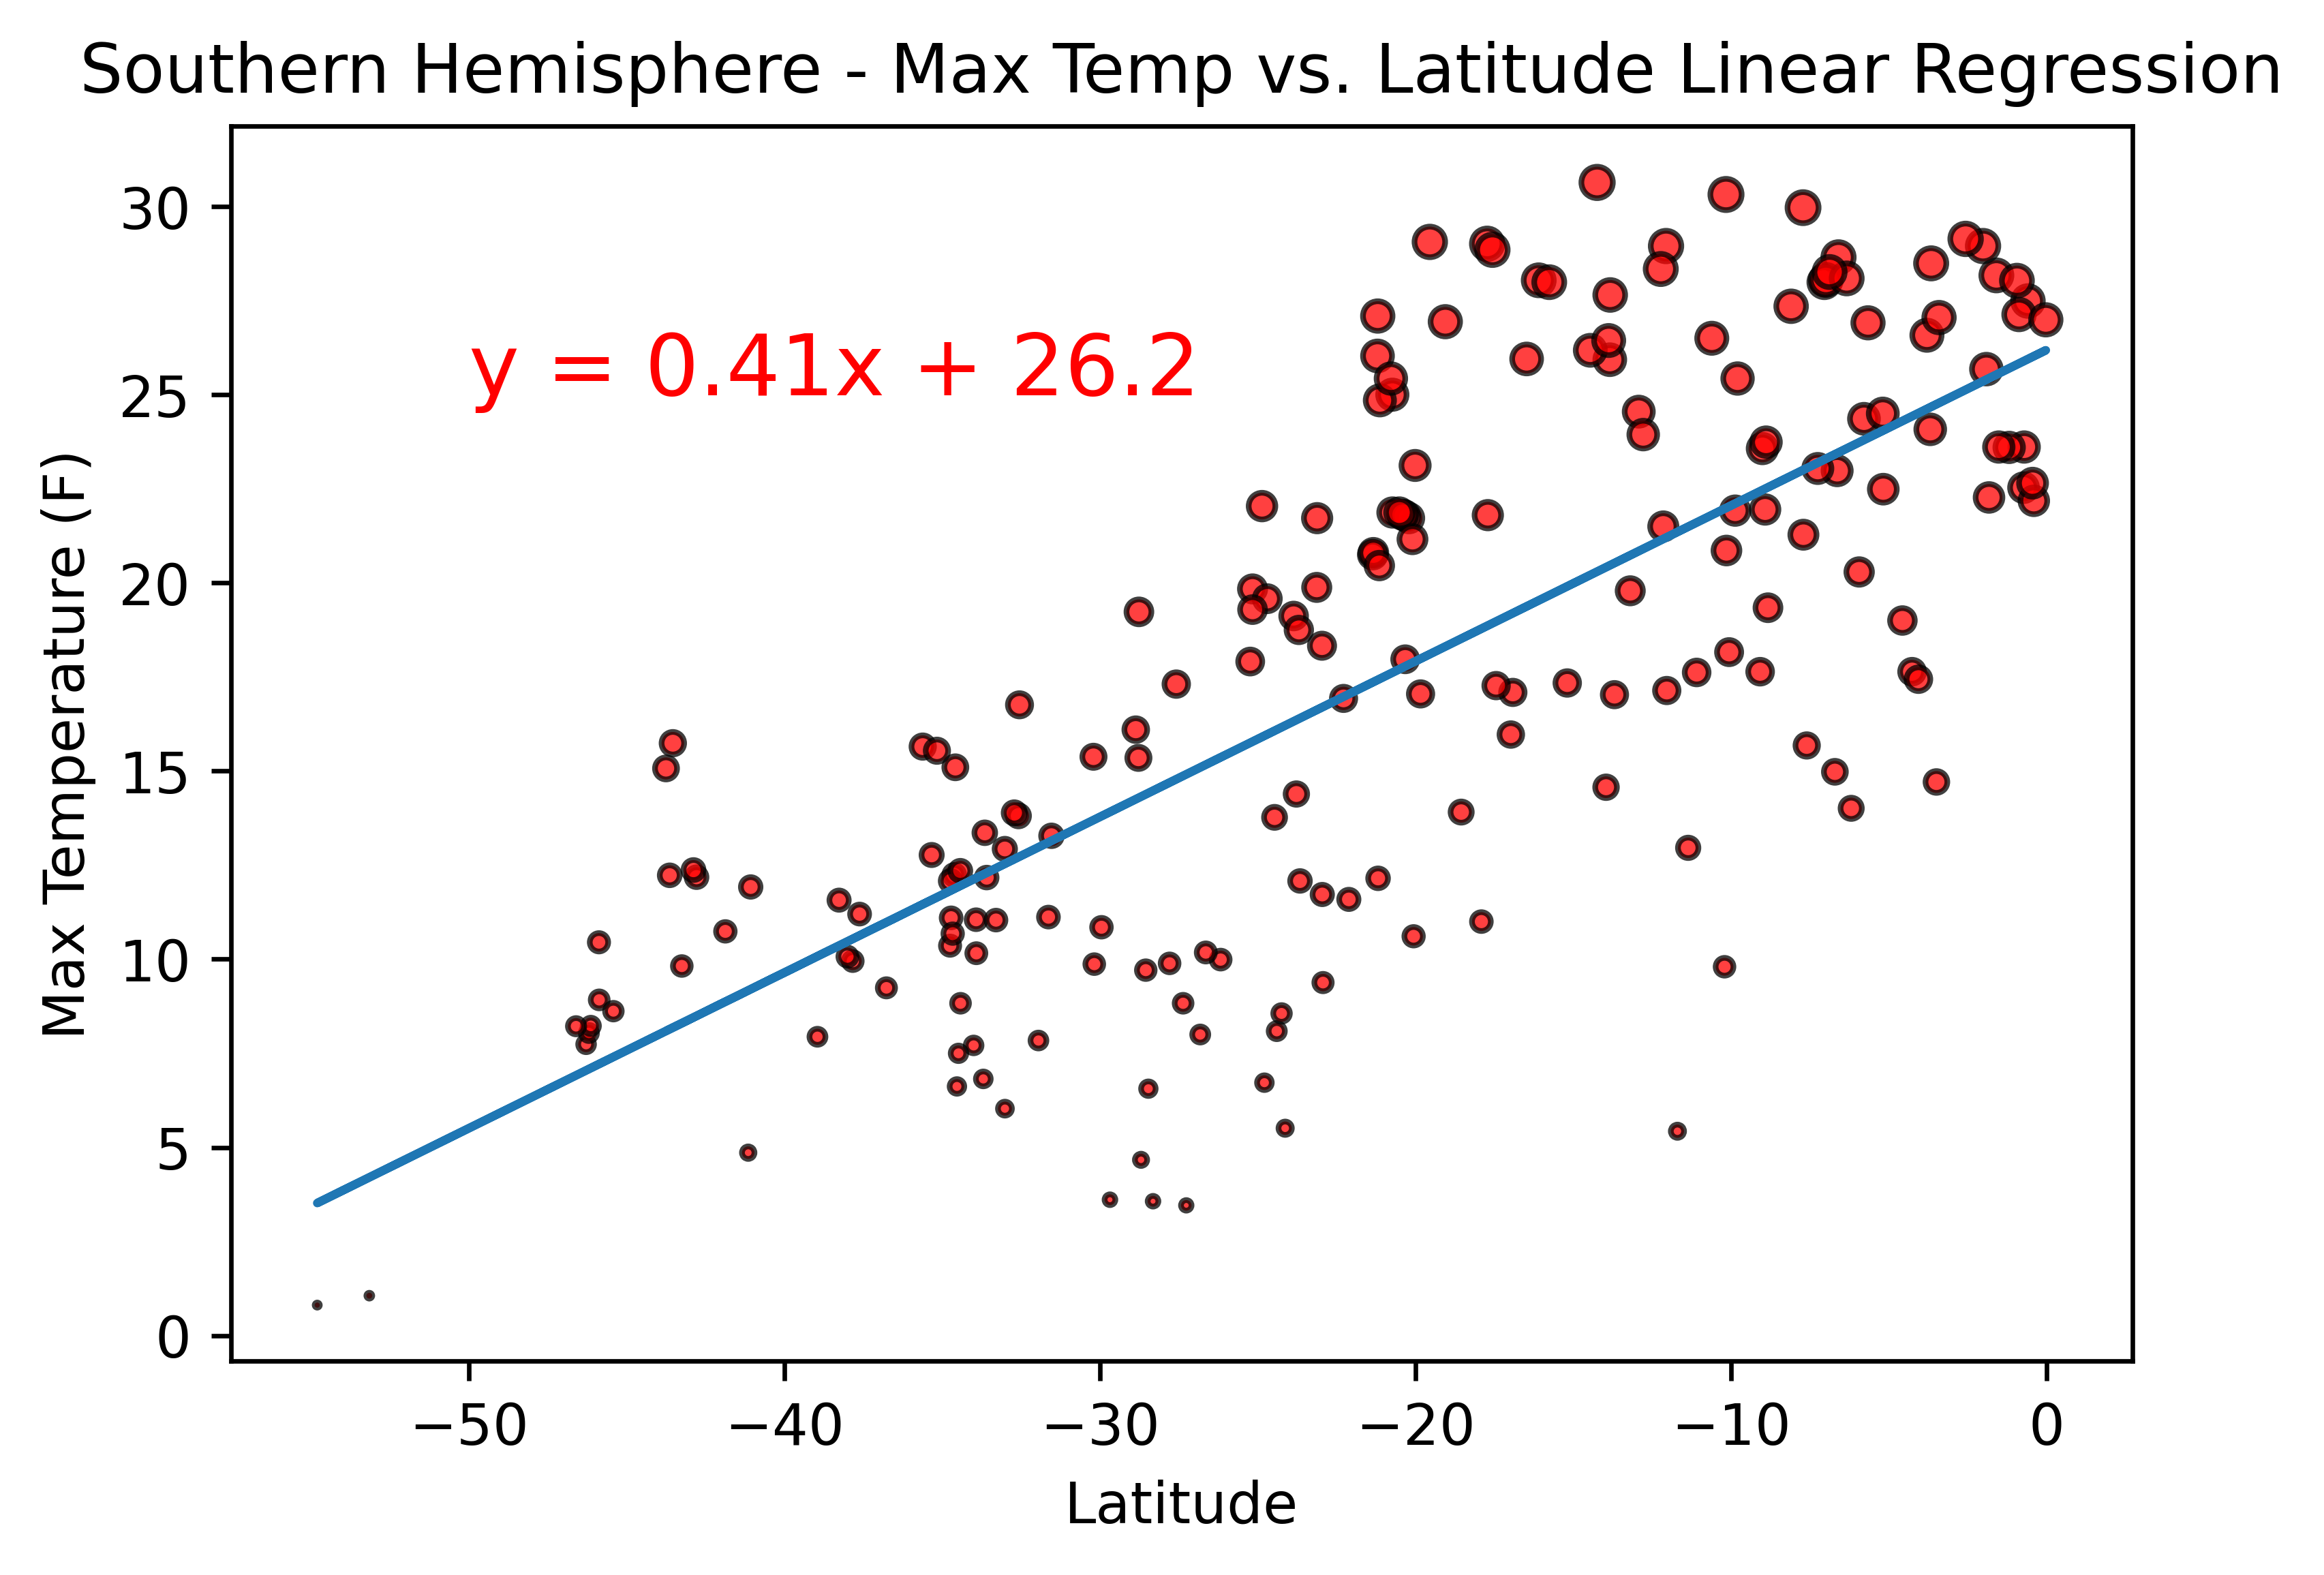 Southern Hemisphere - Max Temp vs. Latitude Linear Regression
y = 0.41x + 26.2
Max Temperature (F)
30
25
20
15
10
5
0
−50 −40 −30 −20 −10 0
Latitude